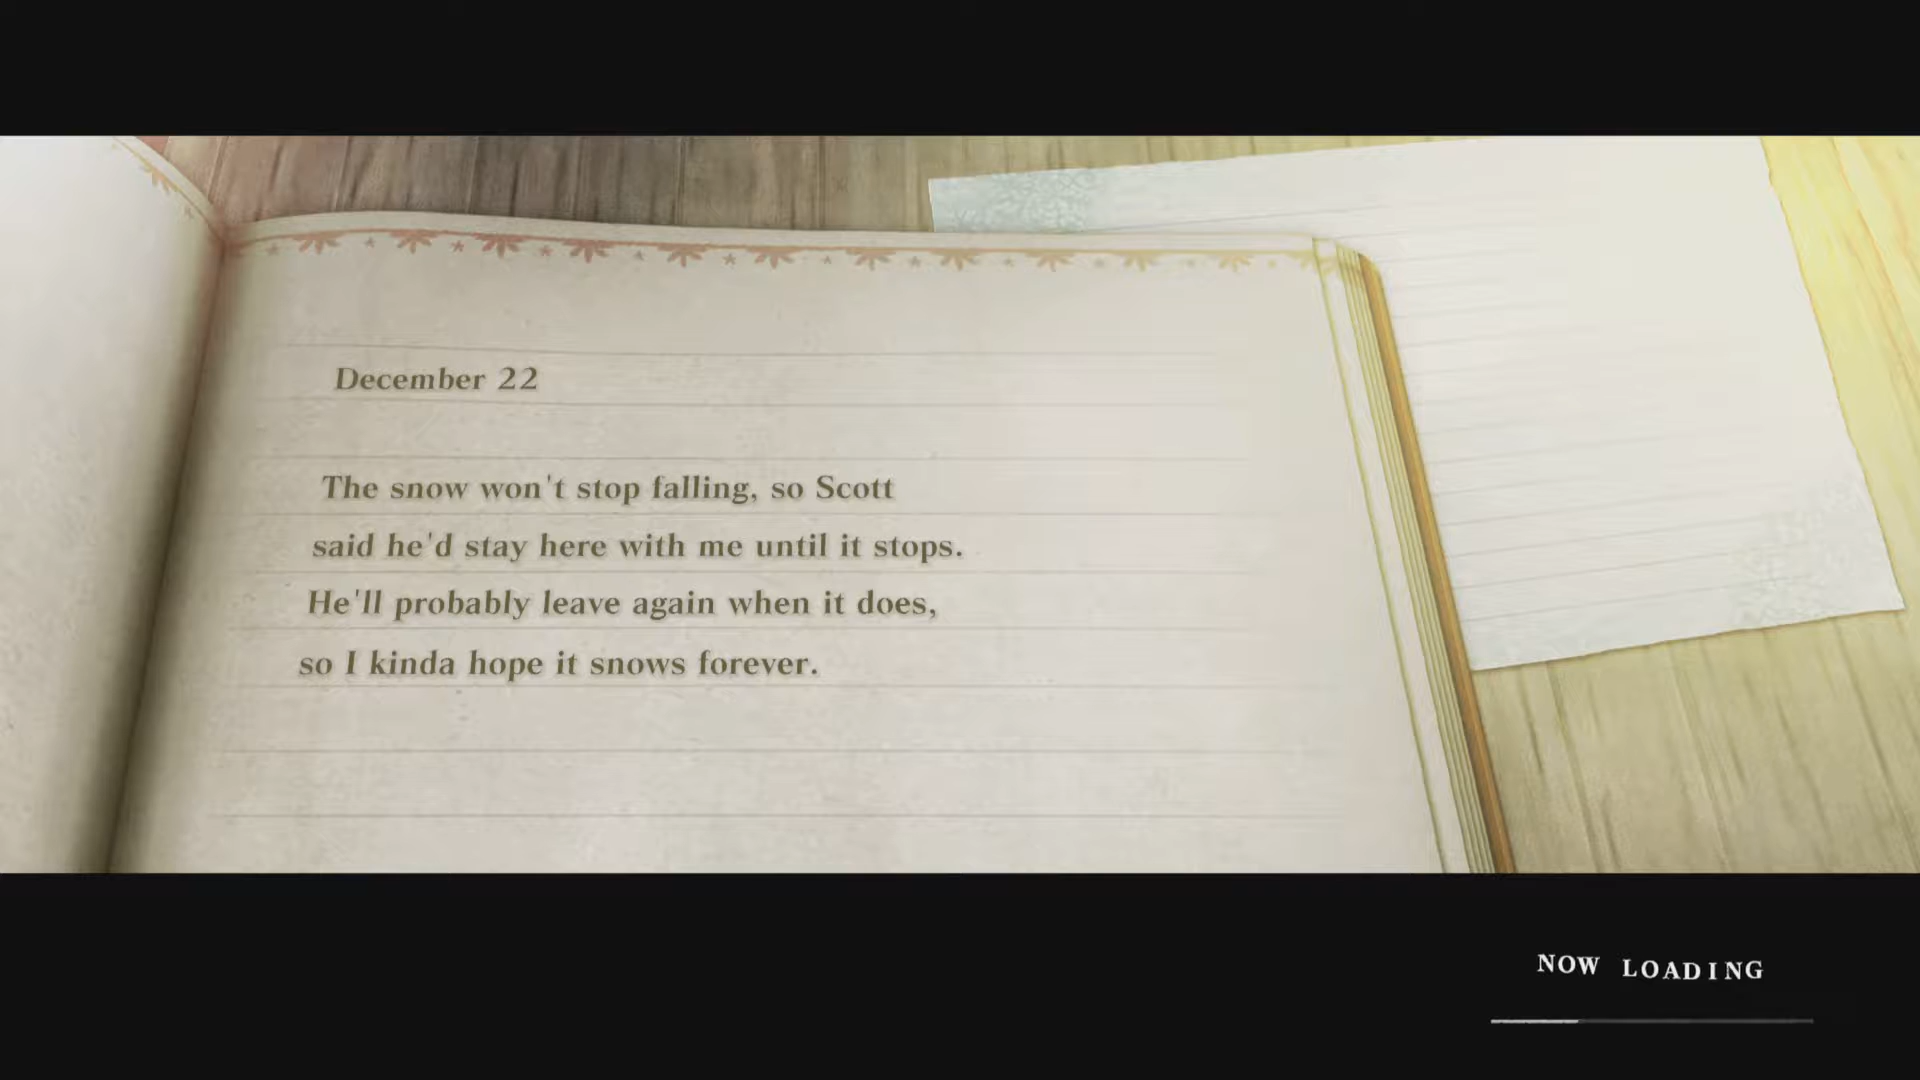 December 22
The snow won't stop falling, so Scott
said he'd stay here with me until it stops.
He'll probably leave again when it does,
so I kinda hope it snows forever.
NOW LOADING